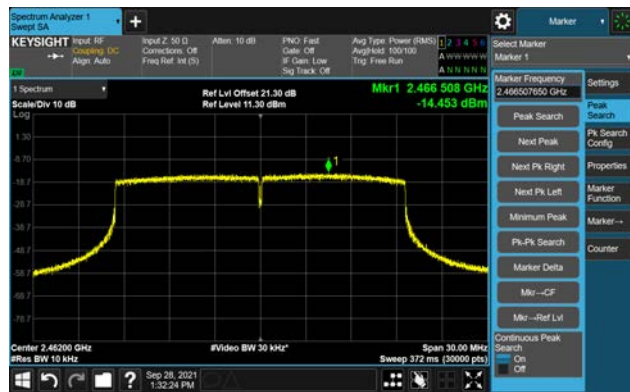 Spectrum Analyzer 1
Swept SA
Marker
KEYSIGHT
Input: RF
Coupling: DC
Align: Auto
Input Z: 50 Ω
Corrections: Off
Freq Ref: Int (S)
Atten: 10 dB
PNO: Fast
Gate: Off
IF Gain: Low
Sig Track: Off
Avg Type: Power (RMS)
Avg|Hold: 100/100
Trig: Free Run
1 2 3 4 5 6
A W W W W W
A N N N N N
Select Marker
Marker 1
1 Spectrum
Scale/Div 10 dB
Log
Ref Lvl Offset 21.30 dB
Ref Level 11.30 dBm
Mkr1 2.466 508 GHz
-14.453 dBm
1.30
-8.70
-18.7
-28.7
-38.7
-48.7
-58.7
-68.7
-78.7
1
Center 2.46200 GHz
#Res BW 10 kHz
#Video BW 30 kHz*
Span 30.00 MHz
Sweep 372 ms (30000 pts)
Marker Frequency
2.466507650 GHz
Peak Search
Next Peak
Next Pk Right
Next Pk Left
Minimum Peak
Pk-Pk Search
Marker Delta
Mkr→CF
Mkr→Ref Lvl
Continuous Peak
Search
On
Off
Settings
Peak
Search
Pk Search
Config
Properties
Marker
Function
Marker→
Counter
Sep 28, 2021
1:32:24 PM